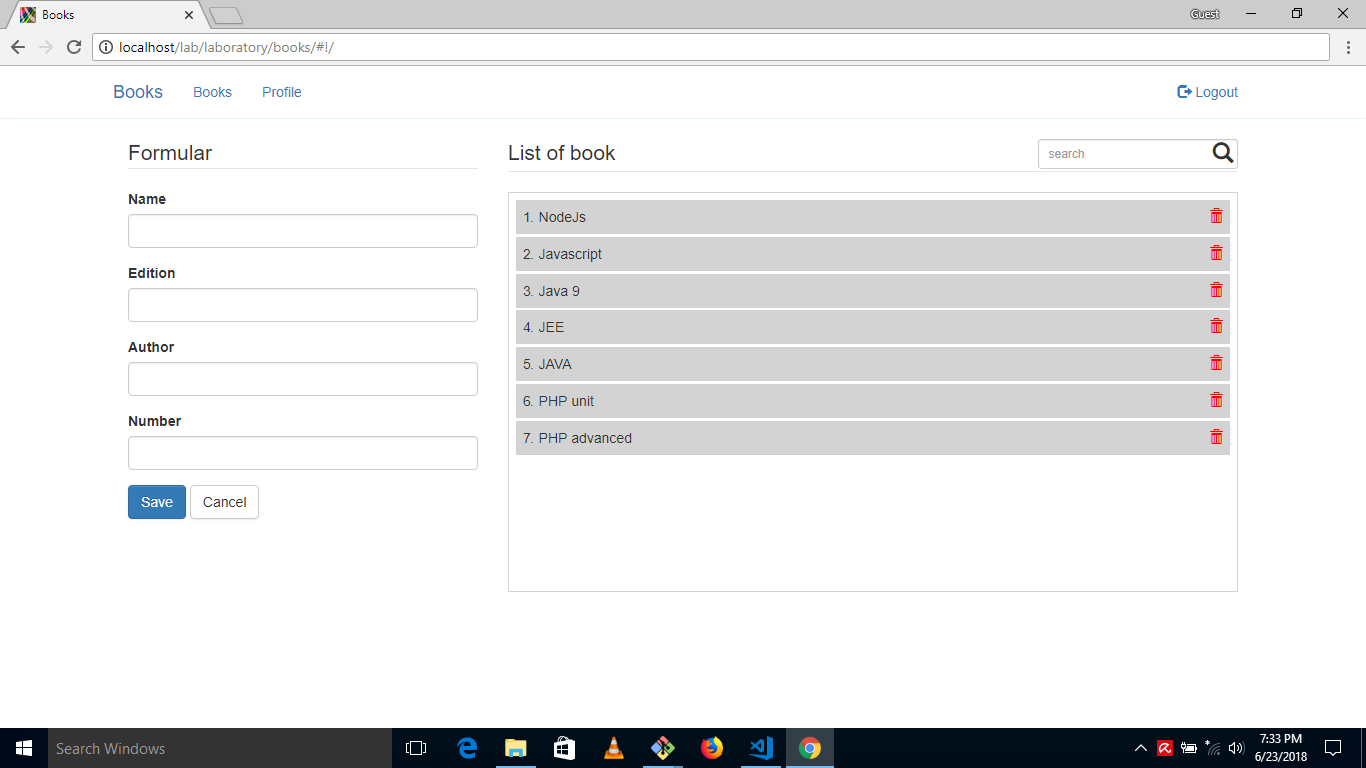 Books
Guest
localhost/lab/laboratory/books/#!/
Books Books Profile Logout
Formular
Name
Edition
Author
Number
Save Cancel
List of book
search
1. NodeJs
2. Javascript
3. Java 9
4. JEE
5. JAVA
6. PHP unit
7. PHP advanced
Search Windows
7:33 PM
6/23/2018